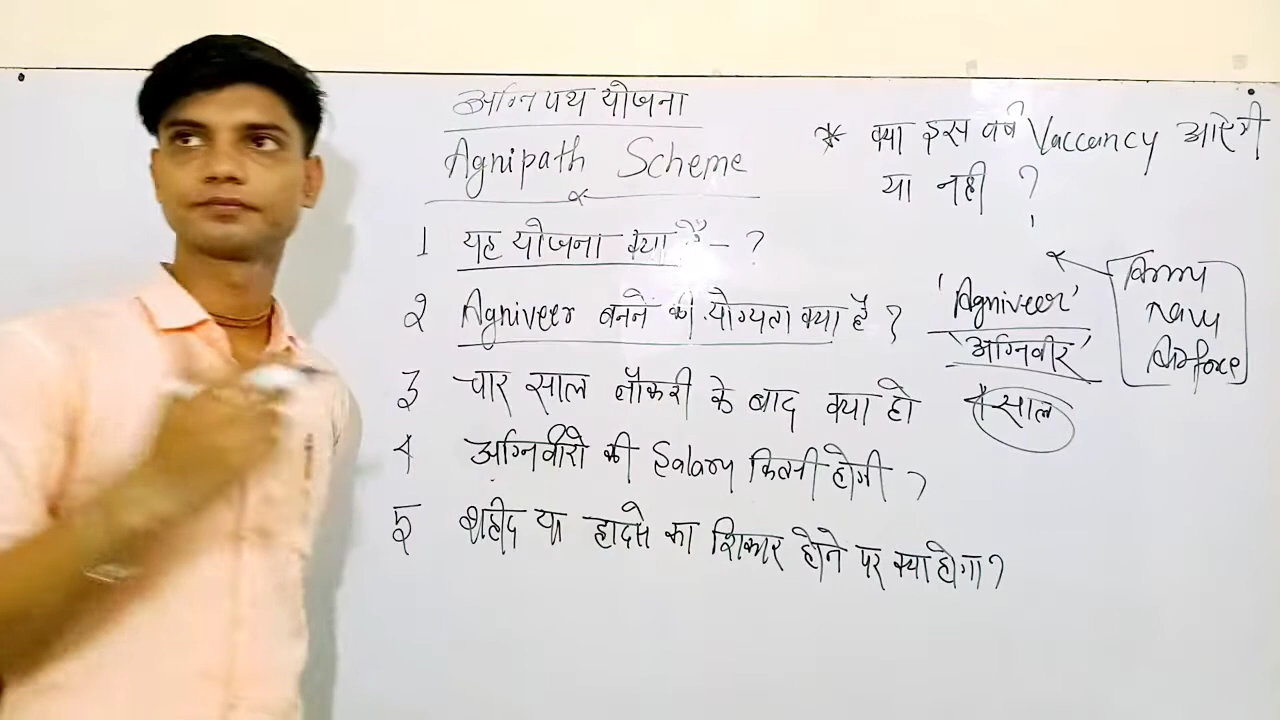 अग्निपथ योजना
Agnipath Scheme
1 यह योजना क्या है - ?
2 Agniveer बनने की योग्यता क्या है ?
3 चार साल नौकरी के बाद क्या हो
4 अग्निवीरो की Salary कितनी होगी ?
5 शहीद या हादसे का शिकार होने पर क्या होगा ?
* क्या इस वर्ष Vaccancy आऐगी
या नही ?
'Agniveer'
'अग्निवीर'
4 साल
Army
Navy
Airforce